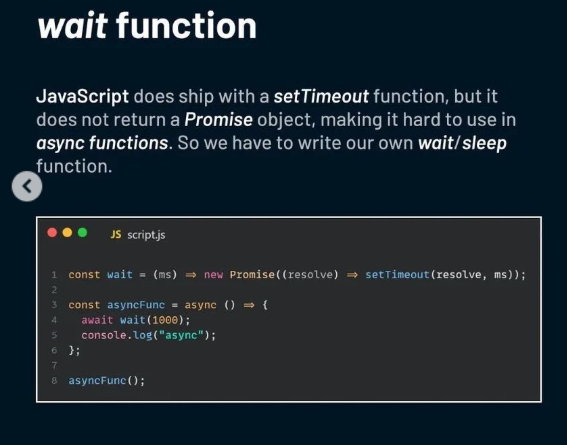 wait function
JavaScript does ship with a setTimeout function, but it
does not return a Promise object, making it hard to use in
async functions. So we have to write our own wait/sleep
function.
JS script.js
1 const wait = (ms) => new Promise((resolve) => setTimeout(resolve, ms));
2
3 const asyncFunc = async () => {
4 await wait(1000);
5 console.log("async");
6 };
7
8 asyncFunc();